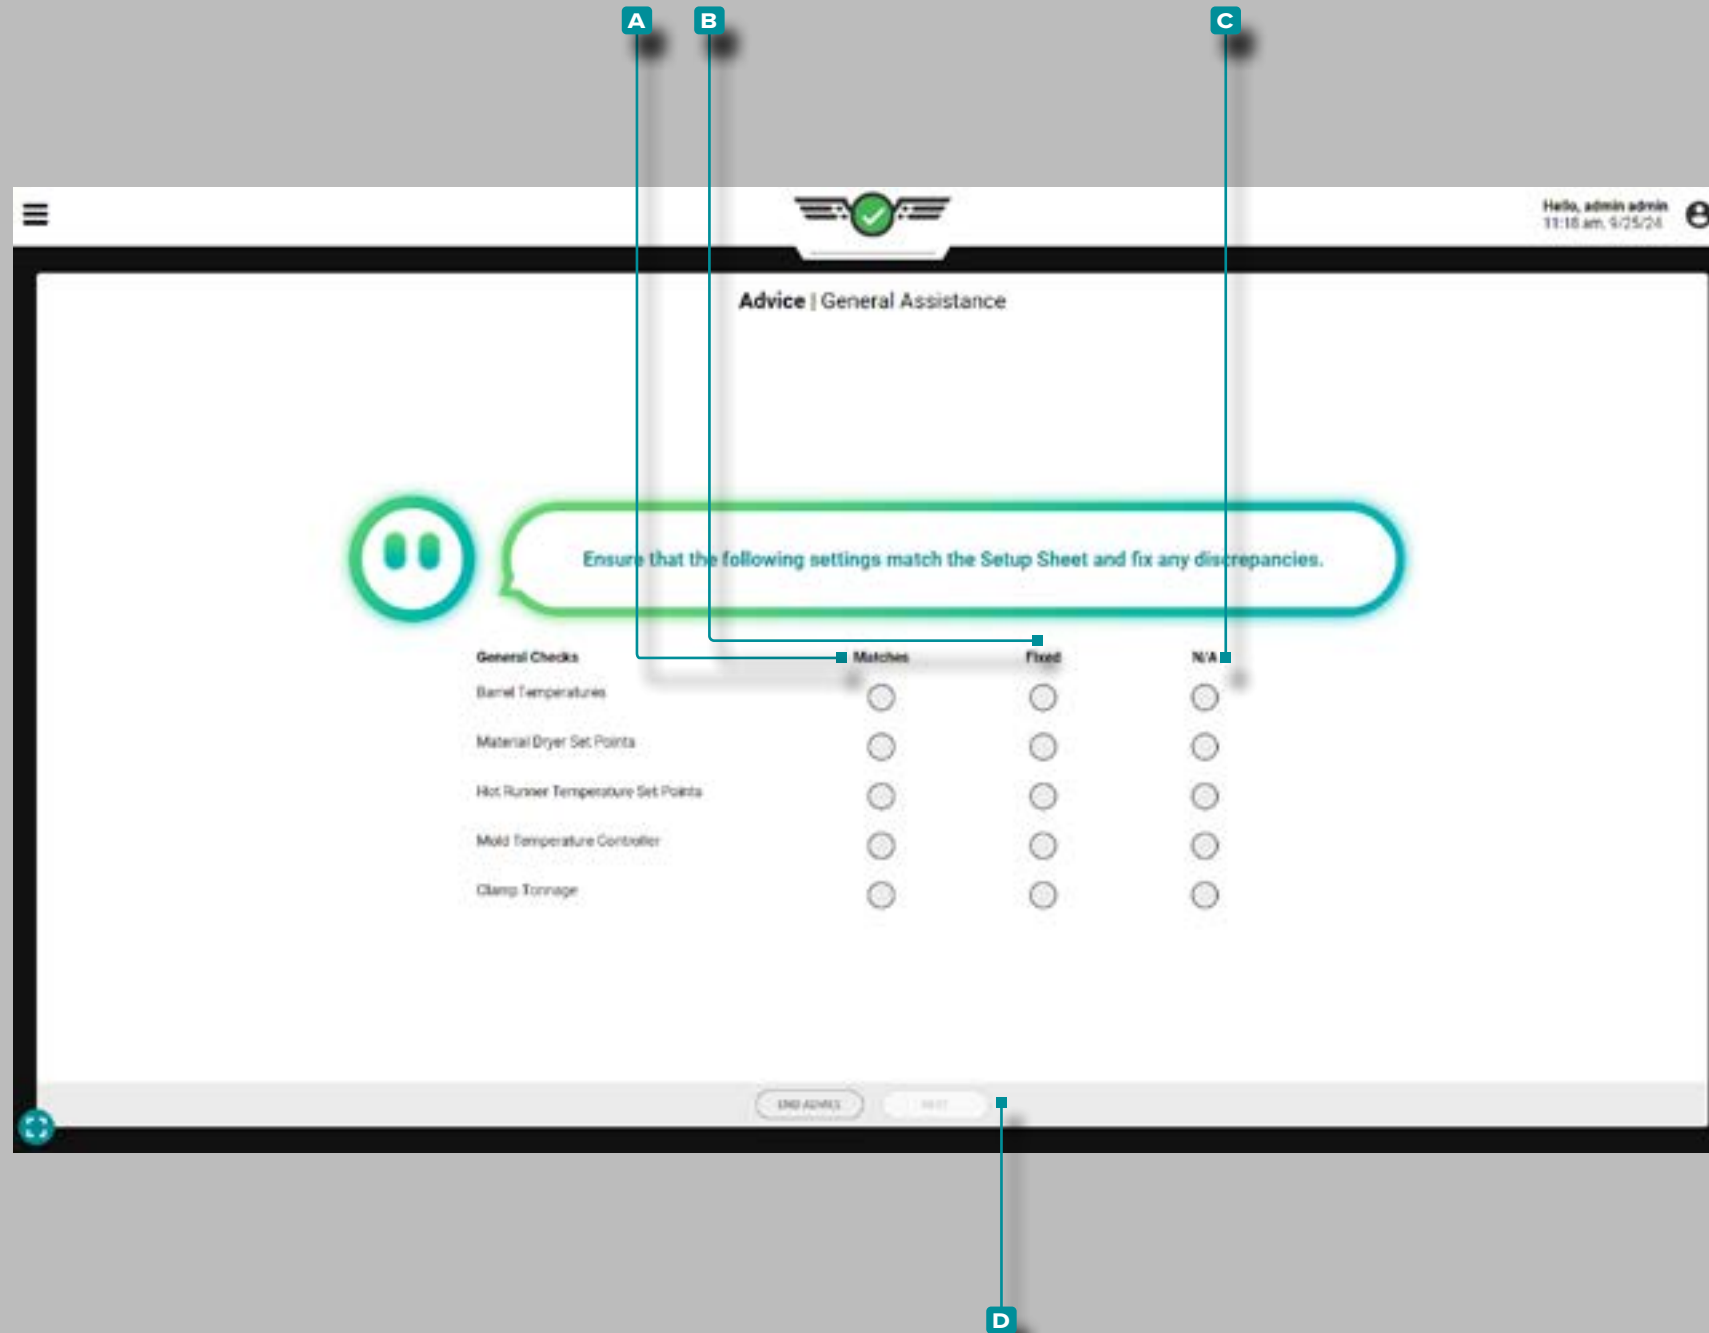 A B C
Hello, admin admin
11:18 am, 9/25/24
Advice | General Assistance
Ensure that the following settings match the Setup Sheet and fix any discrepancies.
General Checks Matches Fixed N/A
Barrel Temperatures
Material Dryer Set Points
Hot Runner Temperature Set Points
Mold Temperature Controller
Clamp Tonnage
END ADVICE NEXT
D